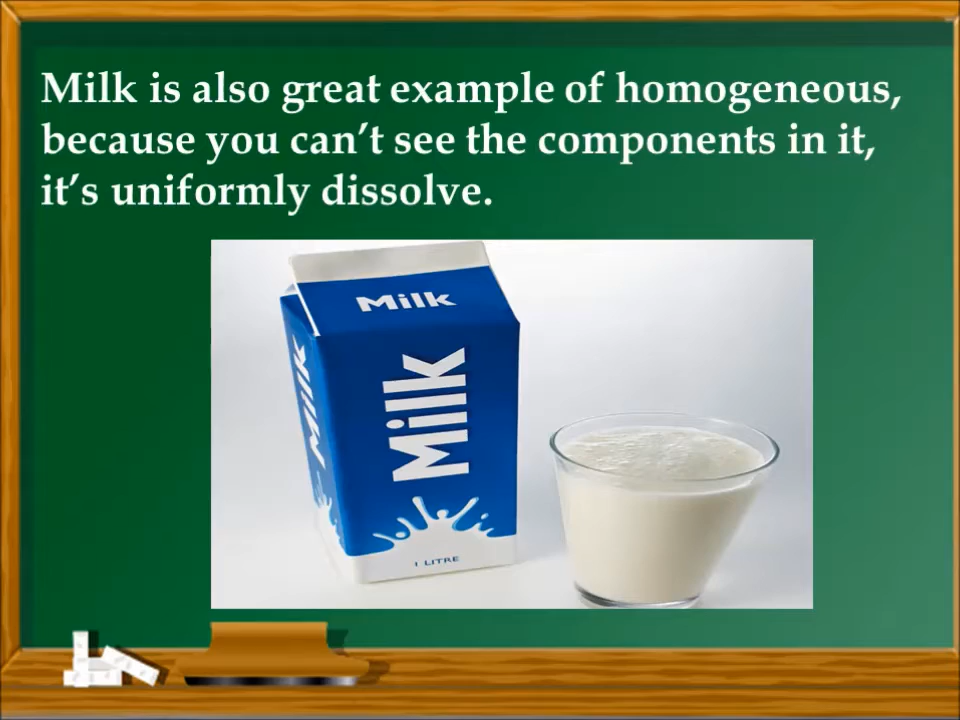 Milk is also great example of homogeneous,
because you can’t see the components in it,
it’s uniformly dissolve.
Milk
Milk
Milk
1 LITRE